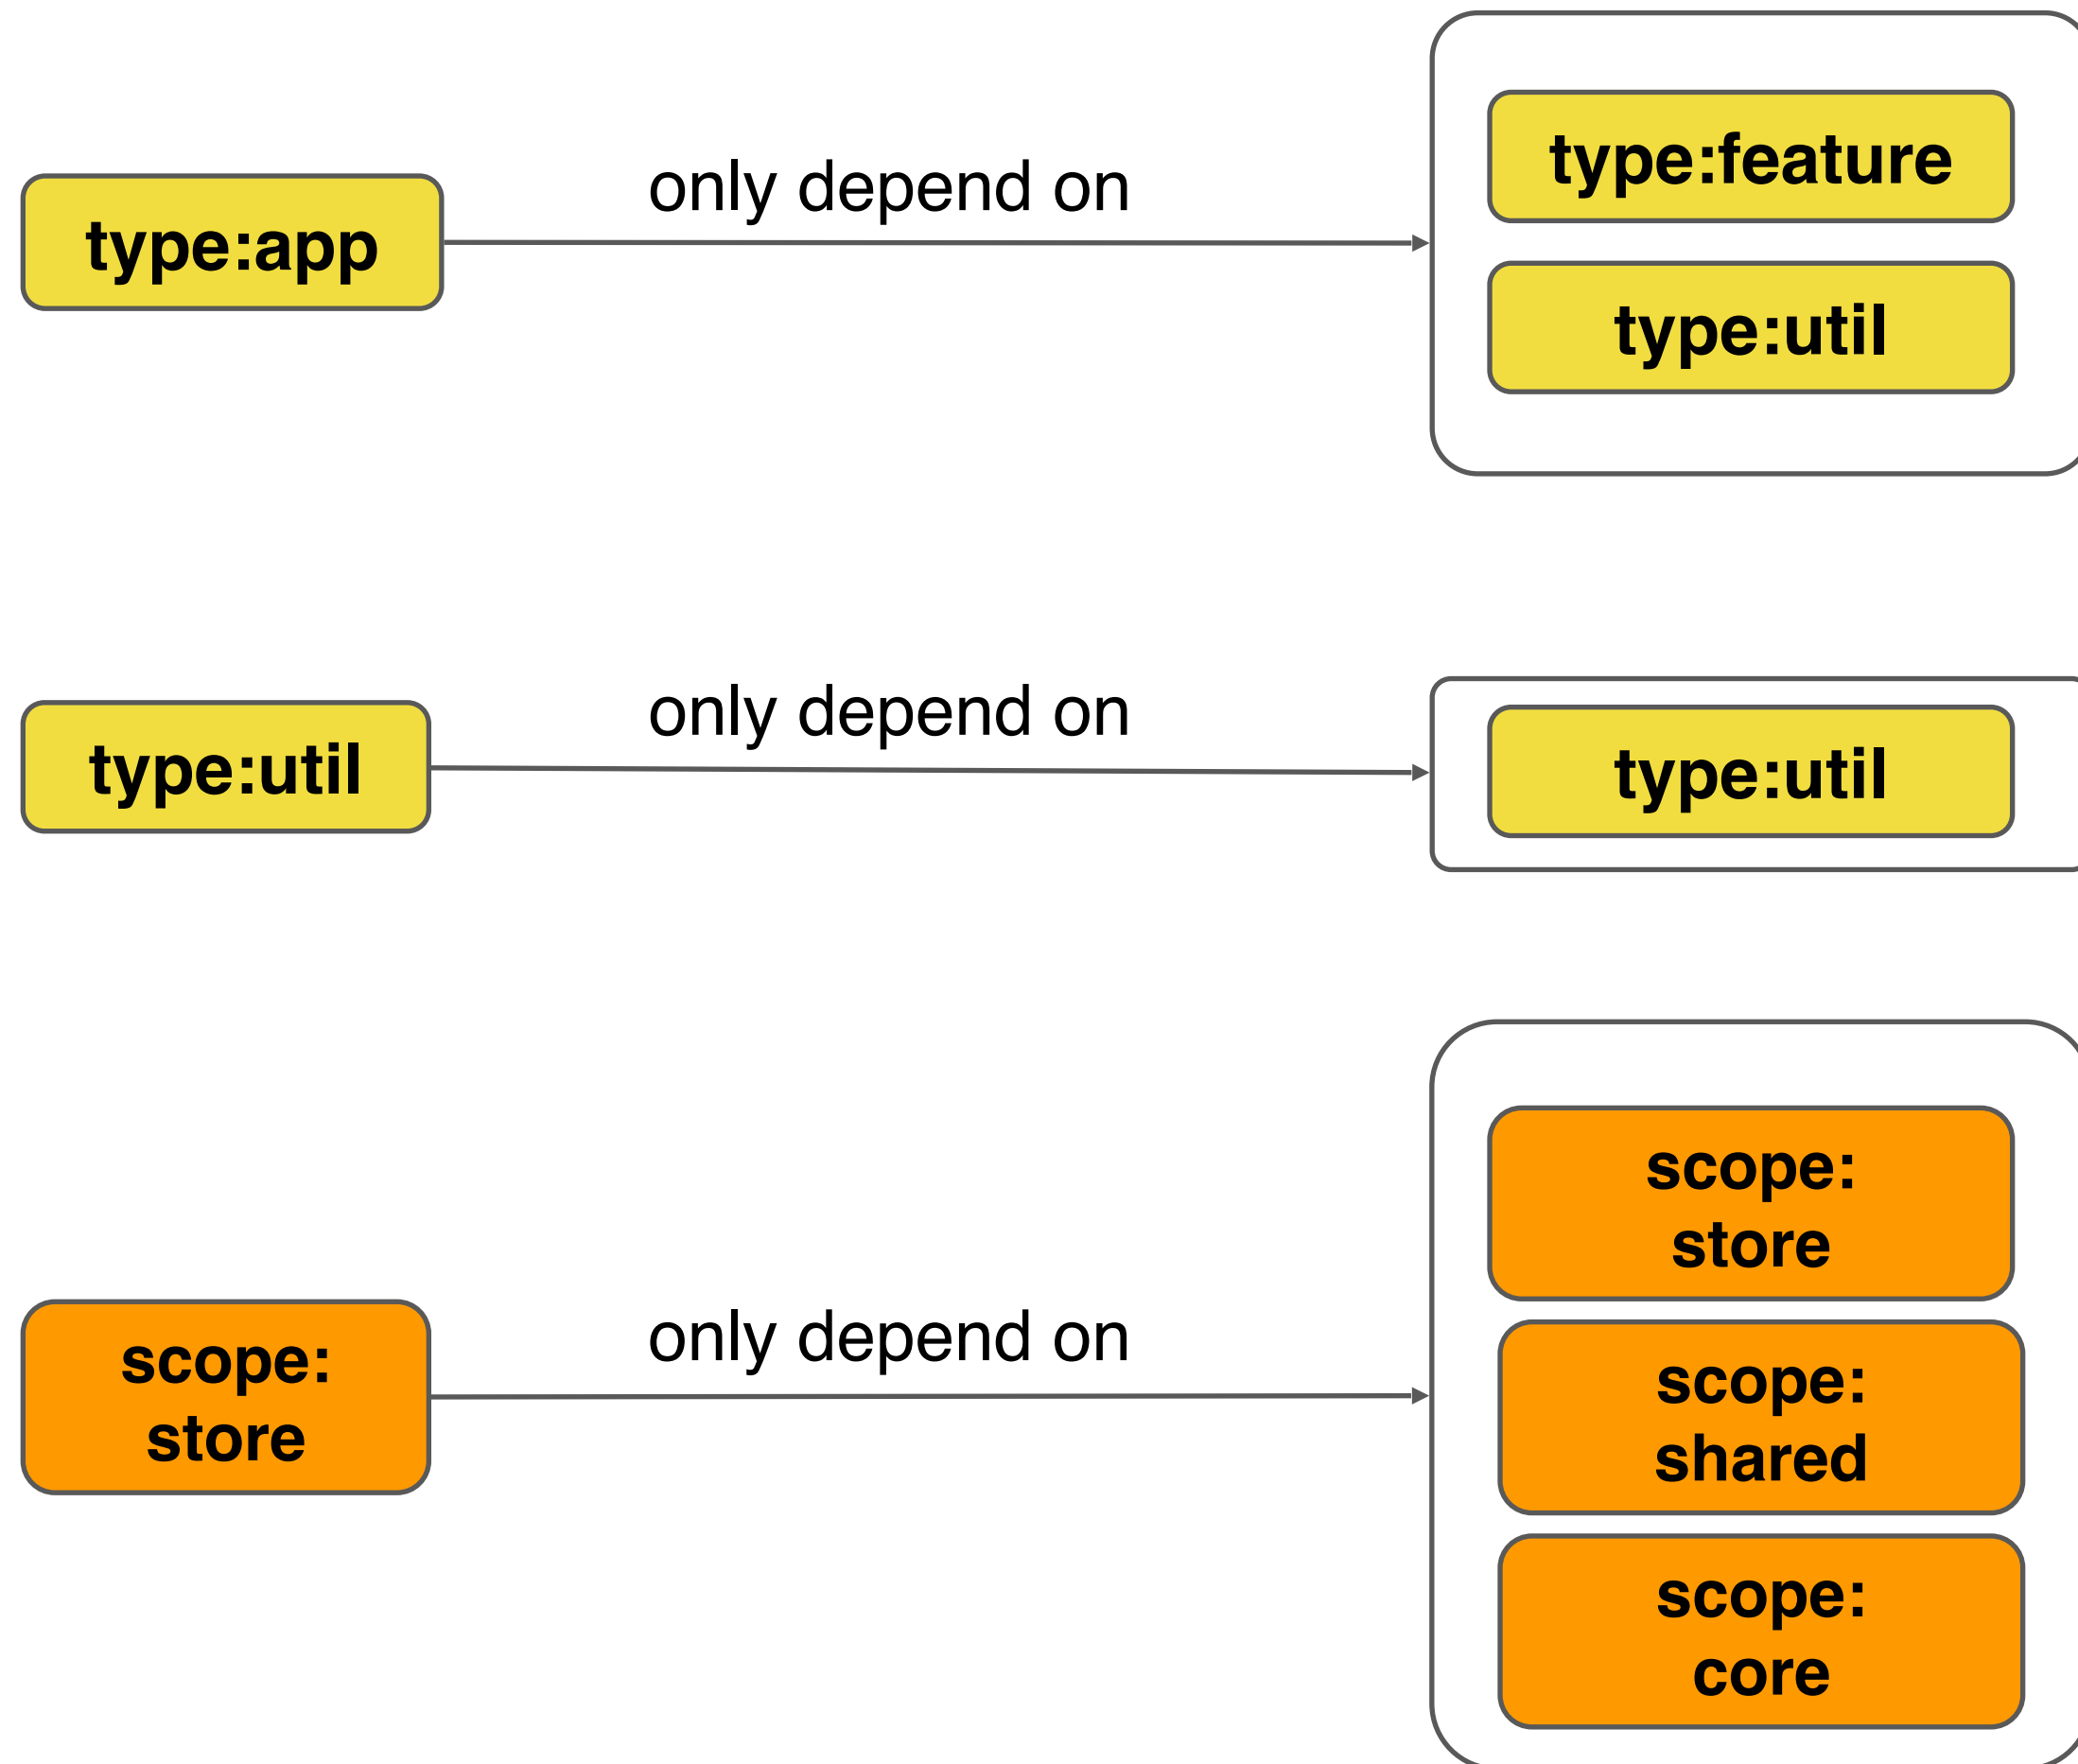 type:feature
only depend on
type:app
type:util
only depend on
type:util
type:util
scope:
store
only depend on
scope:
store
scope:
shared
scope:
core